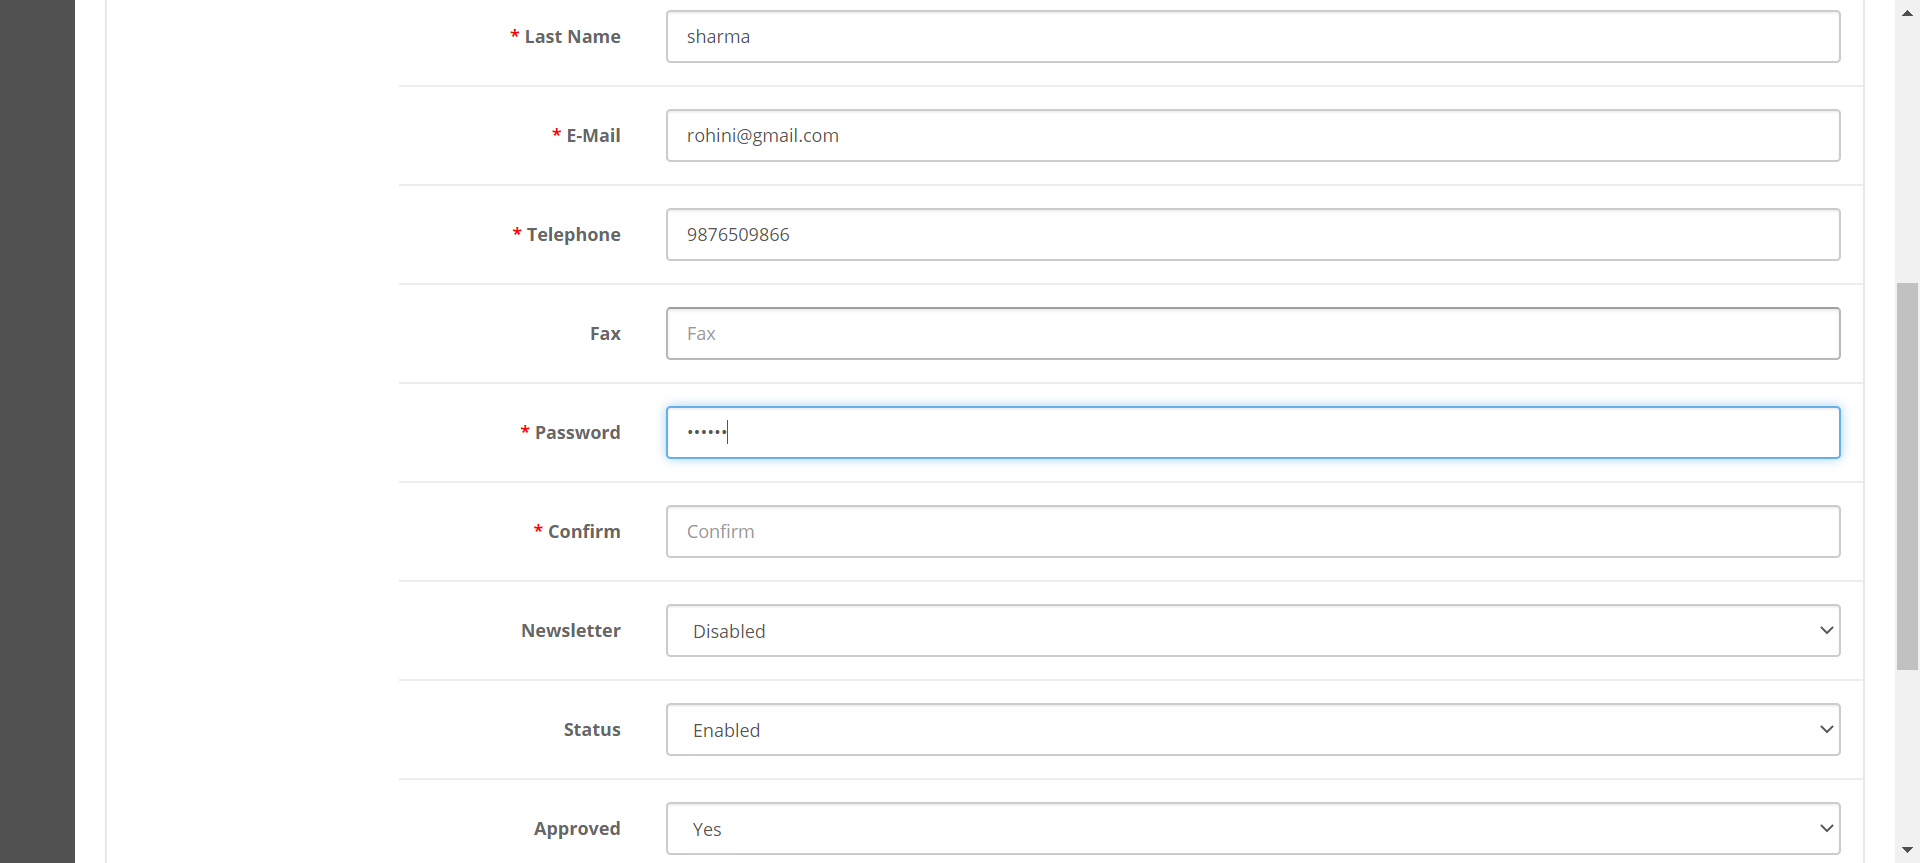 * Last Name sharma
* E-Mail rohini@gmail.com
* Telephone 9876509866
Fax Fax
* Password ••••••
* Confirm Confirm
Newsletter Disabled
Status Enabled
Approved Yes